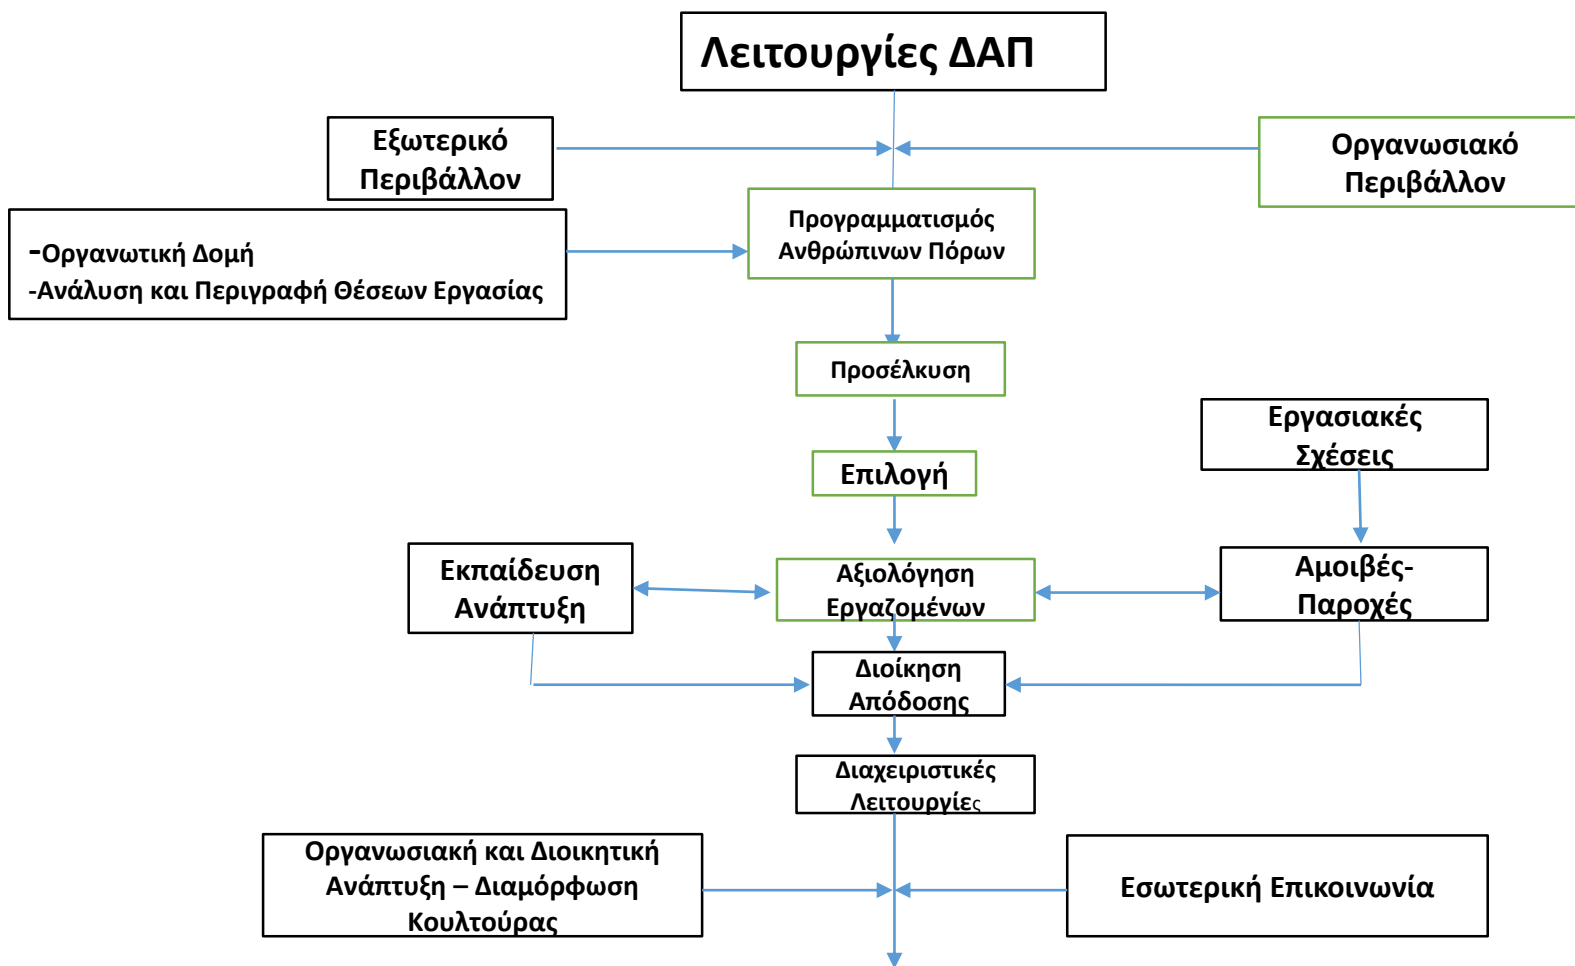 Λειτουργίες ΔΑΠ
Εξωτερικό
Περιβάλλον
Οργανωσιακό
Περιβάλλον
-Οργανωτική Δομή
-Ανάλυση και Περιγραφή Θέσεων Εργασίας
Προγραμματισμός
Ανθρώπινων Πόρων
Προσέλκυση
Επιλογή
Εργασιακές
Σχέσεις
Εκπαίδευση
Ανάπτυξη
Αξιολόγηση
Εργαζομένων
Αμοιβές-
Παροχές
Διοίκηση
Απόδοσης
Διαχειριστικές
Λειτουργίες
Οργανωσιακή και Διοικητική
Ανάπτυξη – Διαμόρφωση
Κουλτούρας
Εσωτερική Επικοινωνία